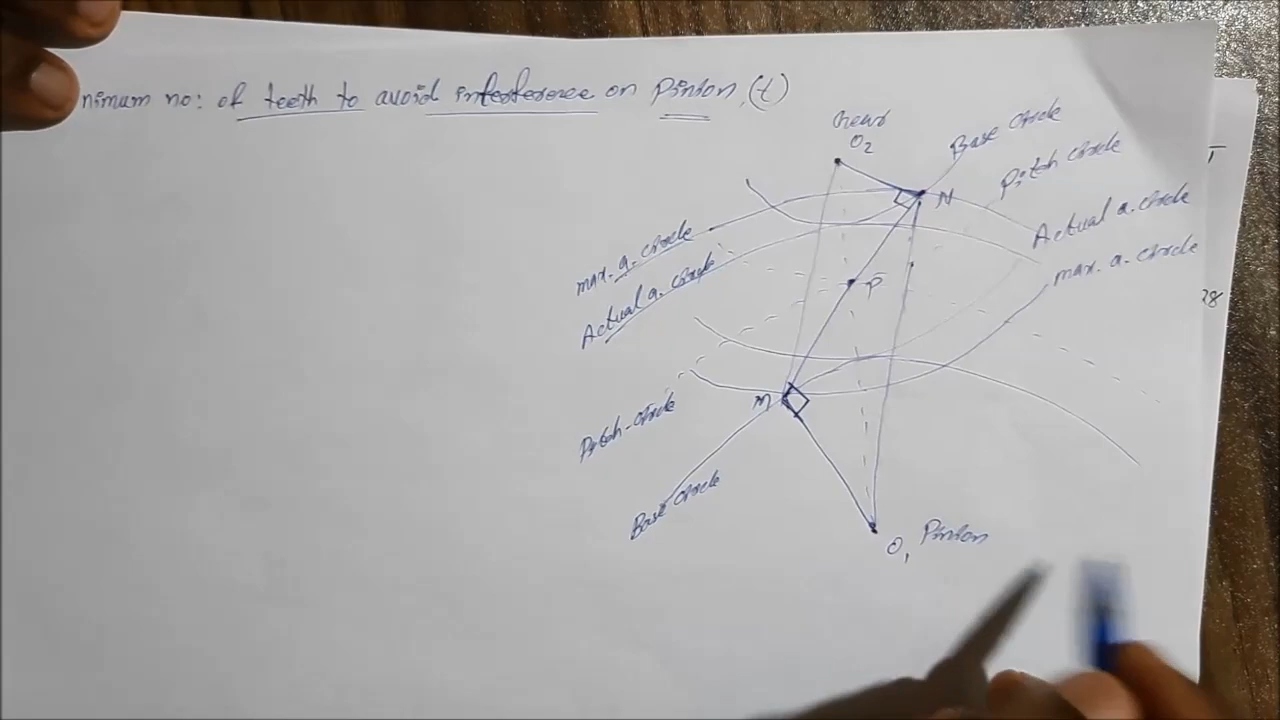 nimum no: of teeth to avoid interference on Pinion, (t)
Gear
O2
Base Circle
Pitch Circle
N
Actual a. Circle
max. a. Circle
max. a. Circle
Actual a. Circle
P
M
Pitch-circle
Base Circle
O1 Pinion
28